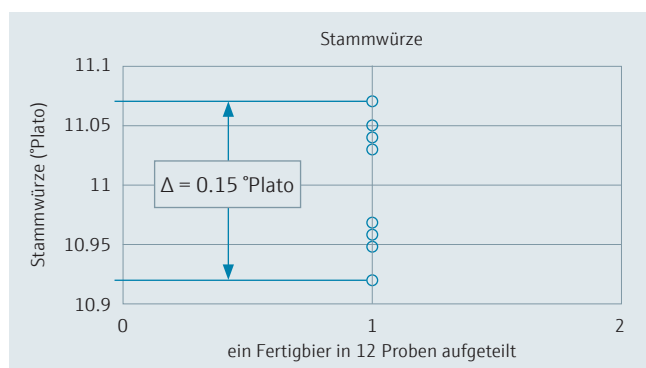 Stammwürze
Stammwürze (°Plato)
11.1
11.05
11
10.95
10.9
Δ = 0.15 °Plato
0
1
2
ein Fertigbier in 12 Proben aufgeteilt